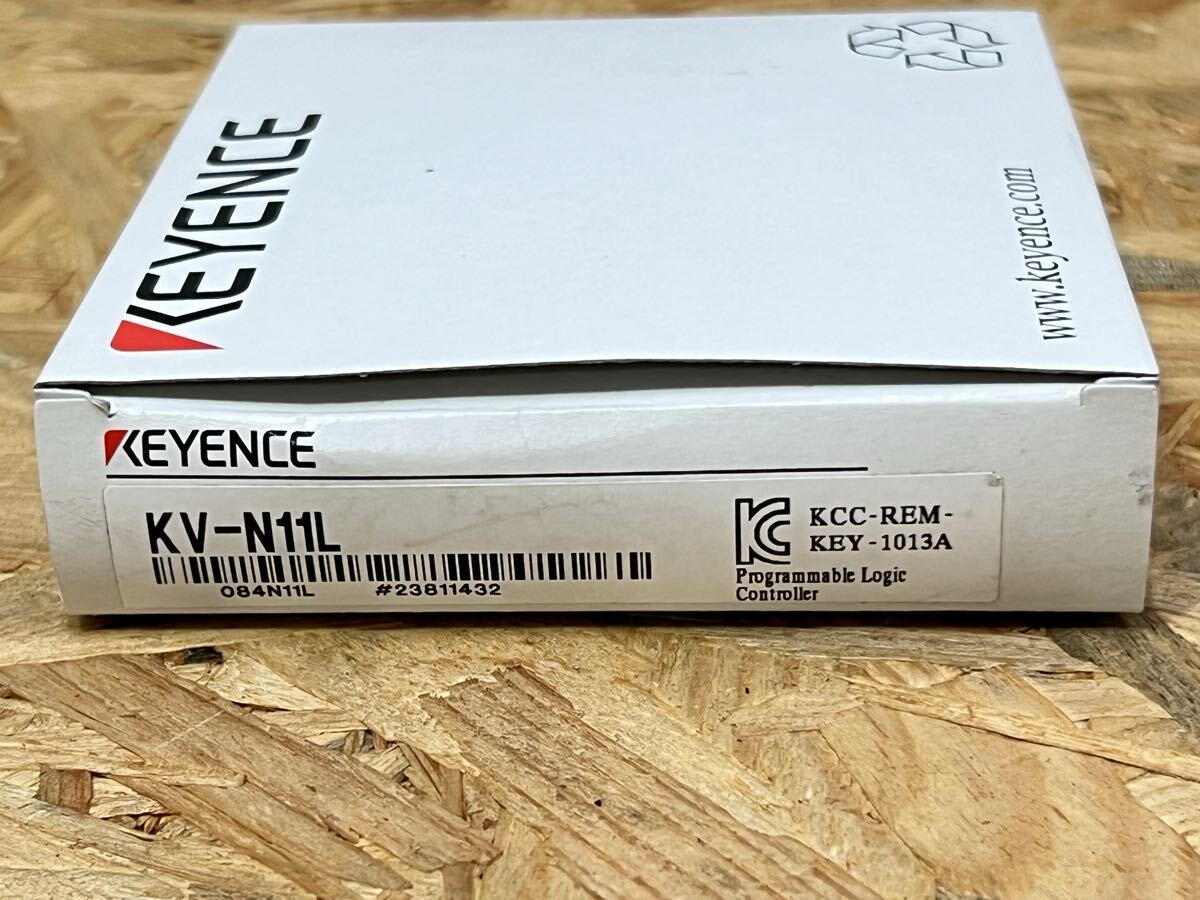 KEYENCE
www.keyence.com
KEYENCE
KV-N11L
084N11L #23811432
KCC-REM-
KEY-1013A
Programmable Logic
Controller